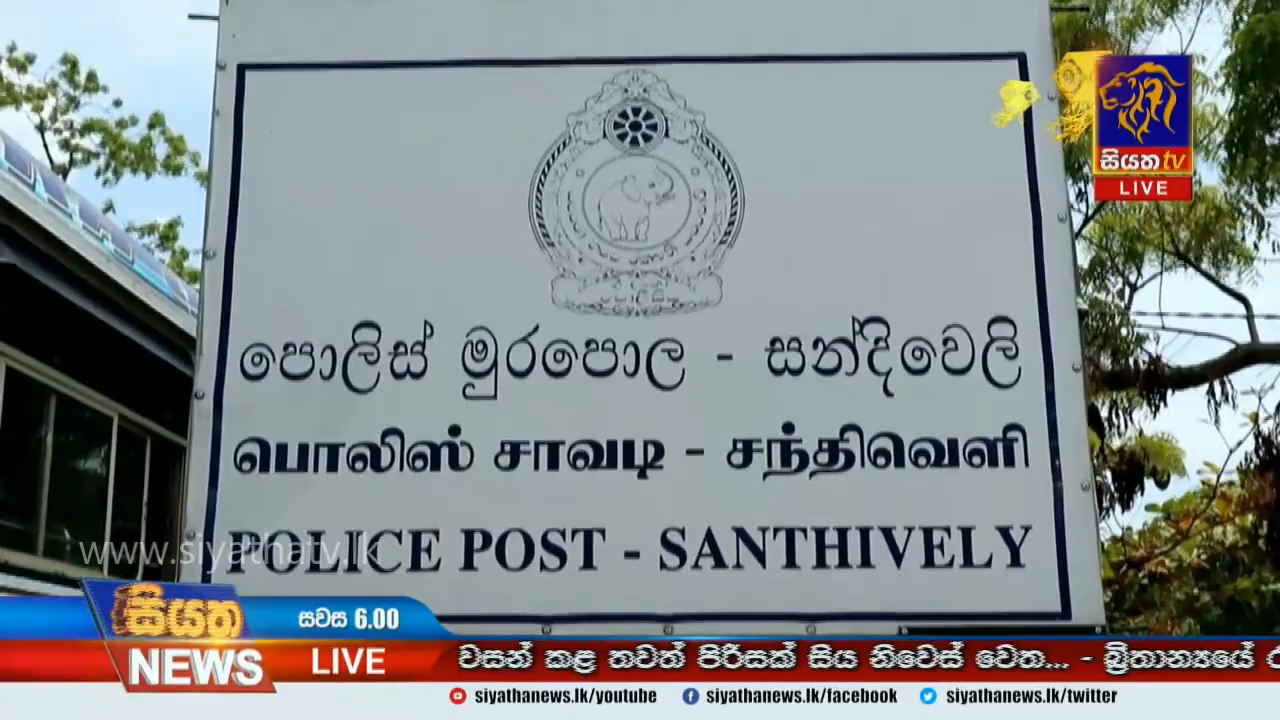 සියත tv
LIVE
පොලිස් මුරපොල - සන්දිවෙලි
பொலிஸ் சாவடி - சந்திவெளி
POLICE POST - SANTHIVELY
www.siyathatv.lk
සියත
NEWS
සවස 6.00
LIVE
වසන් කළ තවත් පිරිසක් සිය නිවෙස් වෙත... - බ්‍රිතාන්‍යයේ
siyathanews.lk/youtube
siyathanews.lk/facebook
siyathanews.lk/twitter